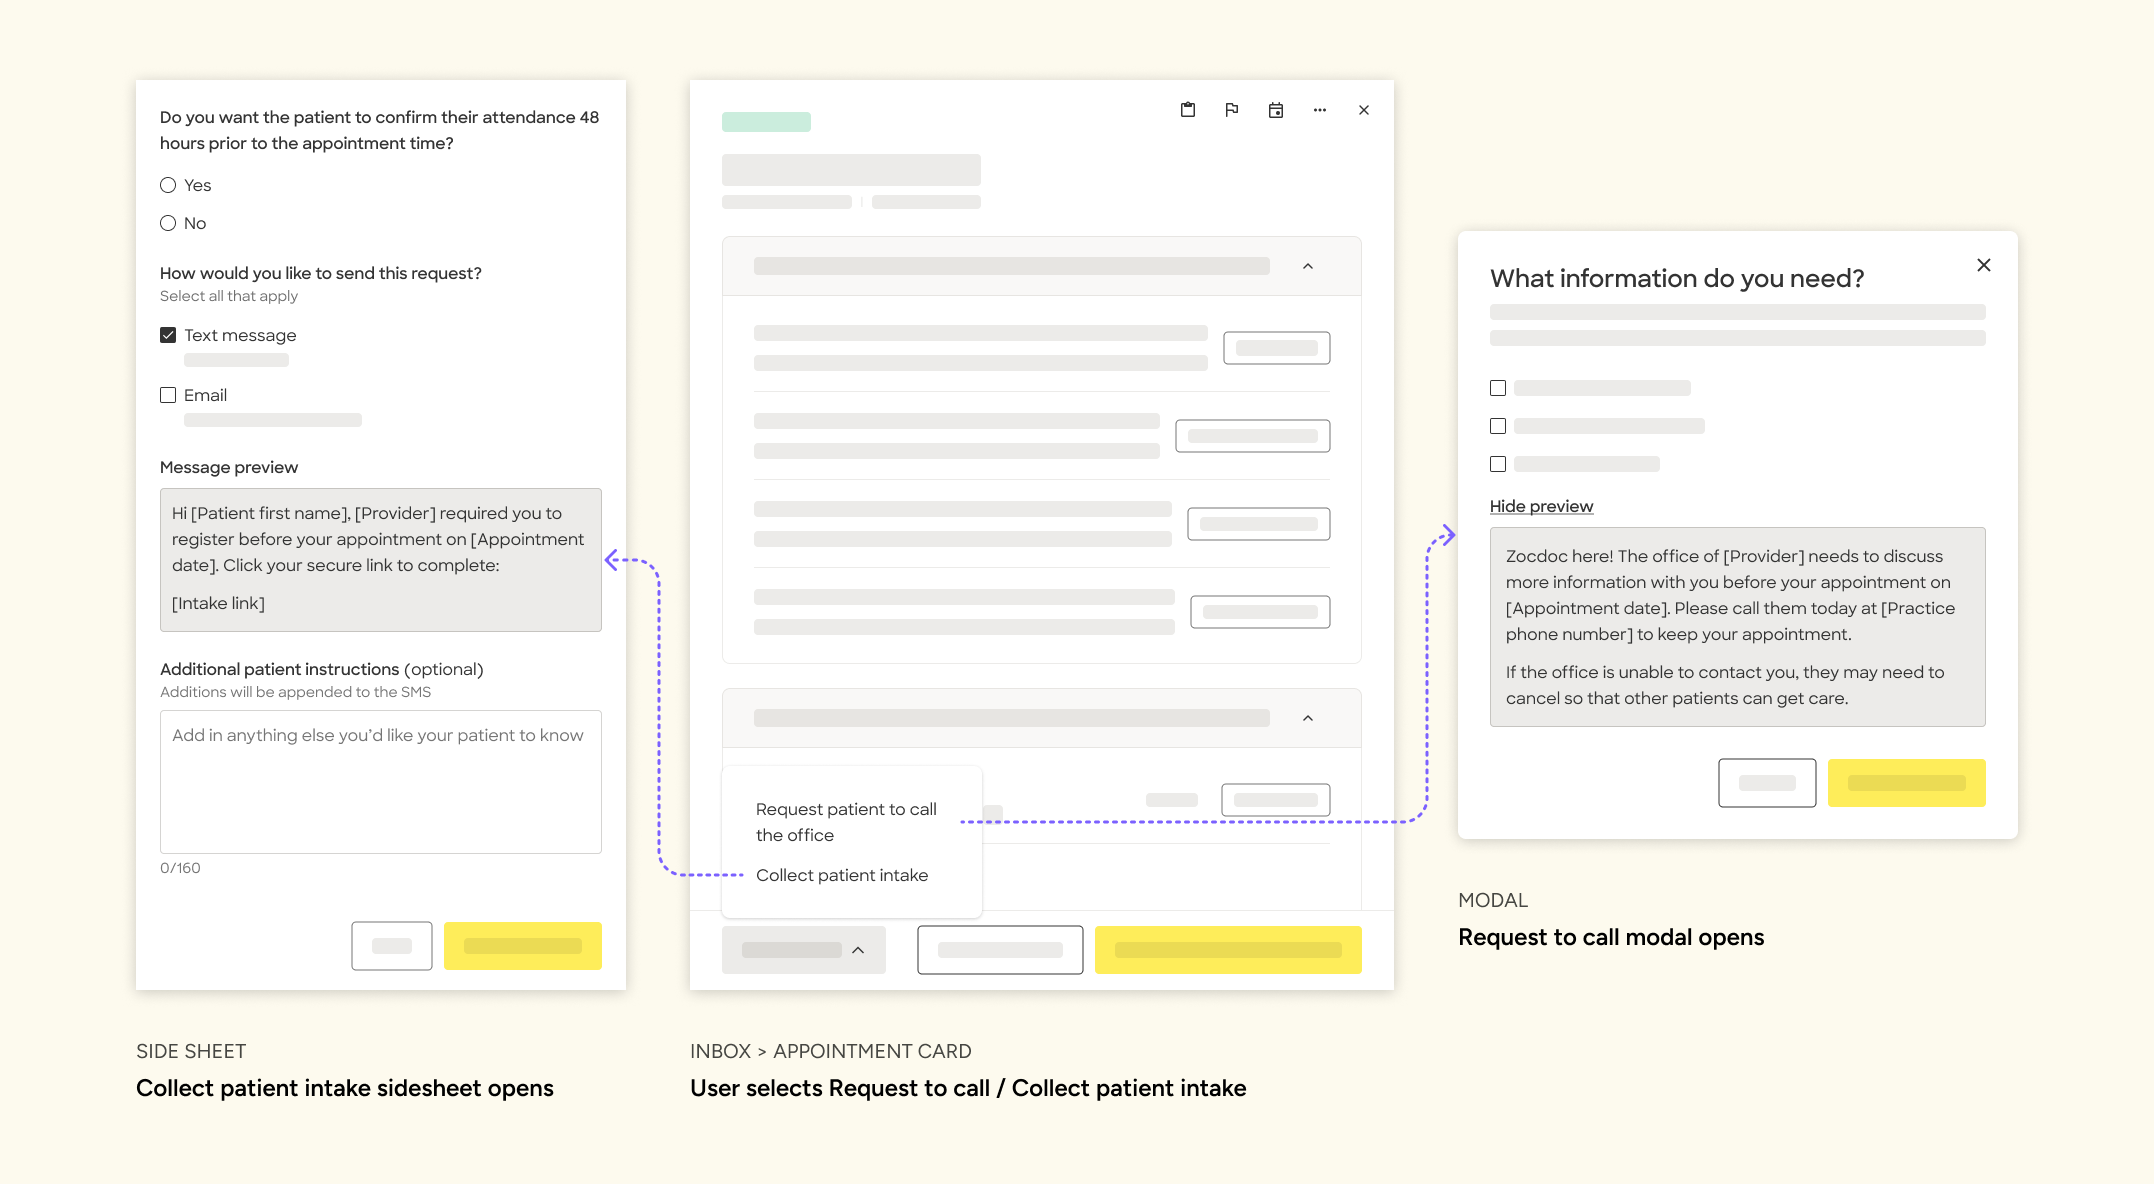 Do you want the patient to confirm their attendance 48
hours prior to the appointment time?
Yes
No
How would you like to send this request?
Select all that apply
Text message
Email
Message preview
Hi [Patient first name], [Provider] required you to
register before your appointment on [Appointment
date]. Click your secure link to complete:
[Intake link]
Additional patient instructions (optional)
Additions will be appended to the SMS
Add in anything else you'd like your patient to know
0/160
SIDE SHEET
Collect patient intake sidesheet opens
Request patient to call
the office
Collect patient intake
INBOX > APPOINTMENT CARD
User selects Request to call / Collect patient intake
What information do you need?
Hide preview
Zocdoc here! The office of [Provider] needs to discuss
more information with you before your appointment on
[Appointment date]. Please call them today at [Practice
phone number] to keep your appointment.
If the office is unable to contact you, they may need to
cancel so that other patients can get care.
MODAL
Request to call modal opens